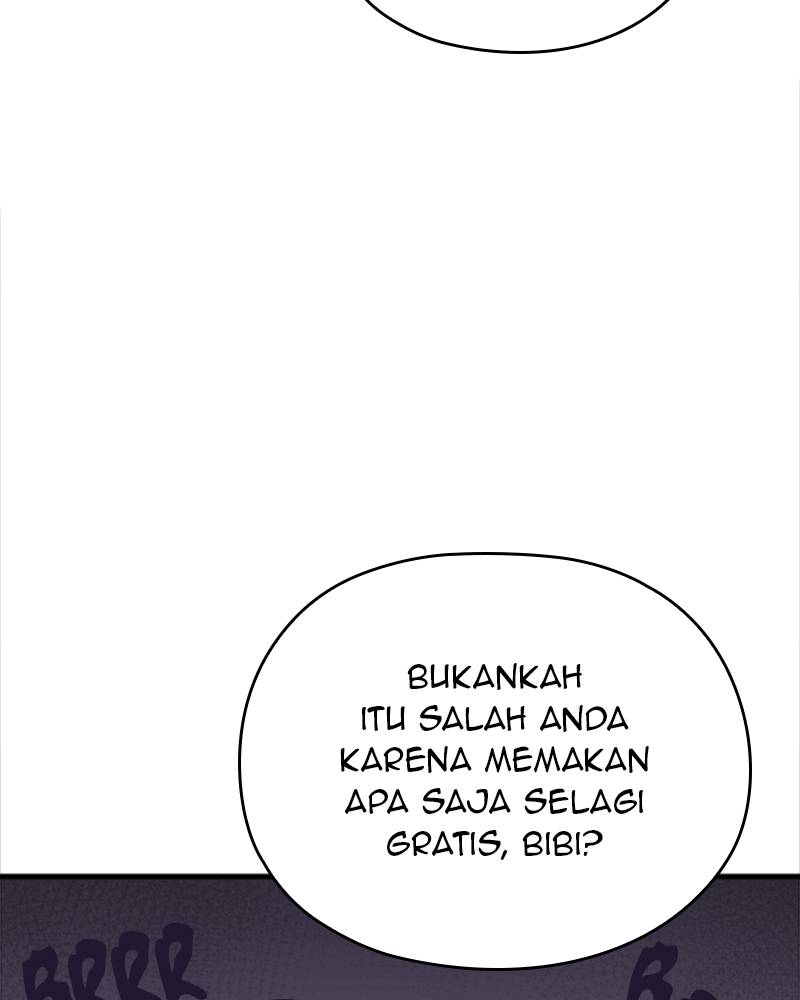 BUKANKAH
ITU SALAH ANDA
KARENA MEMAKAN
APA SAJA SELAGI
GRATIS, BIBI?
BRRR